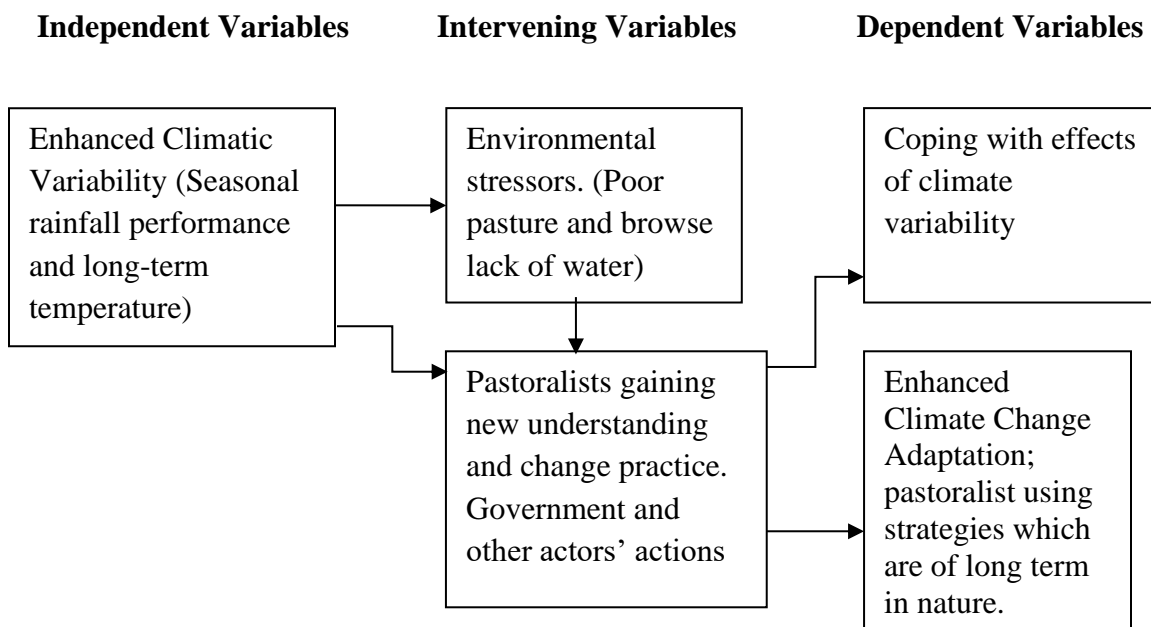 Independent Variables
Intervening Variables
Dependent Variables
Enhanced Climatic
Variability (Seasonal
rainfall performance
and long-term
temperature)
Environmental
stressors. (Poor
pasture and browse
lack of water)
Coping with effects
of climate
variability
Pastoralists gaining
new understanding
and change practice.
Government and
other actors’ actions
Enhanced
Climate Change
Adaptation;
pastoralist using
strategies which
are of long term
in nature.